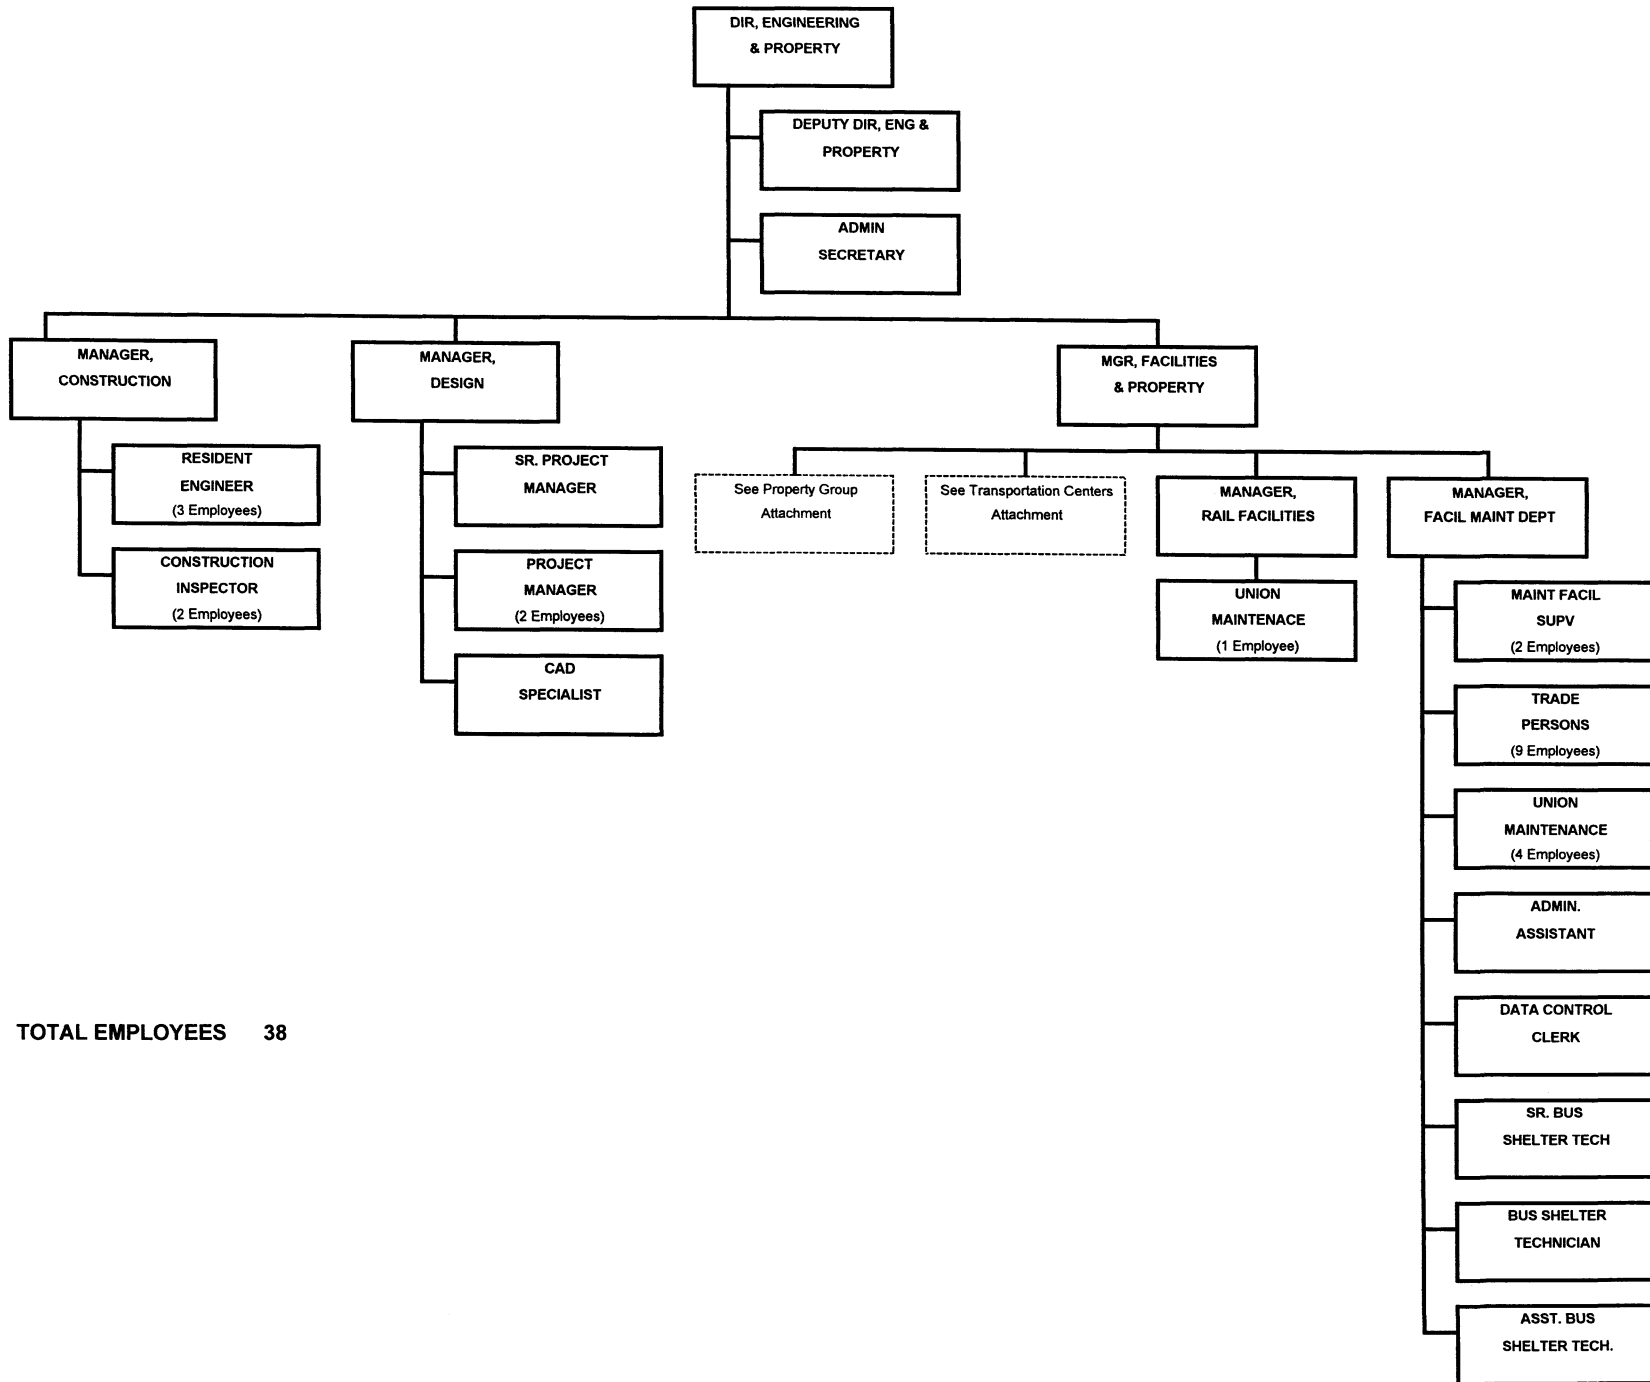 DIR, ENGINEERING
& PROPERTY
DEPUTY DIR, ENG &
PROPERTY
ADMIN
SECRETARY
MANAGER,
CONSTRUCTION
RESIDENT
ENGINEER
(3 Employees)
CONSTRUCTION
INSPECTOR
(2 Employees)
MANAGER,
DESIGN
SR. PROJECT
MANAGER
PROJECT
MANAGER
(2 Employees)
CAD
SPECIALIST
MGR, FACILITIES
& PROPERTY
See Property Group
Attachment
See Transportation Centers
Attachment
MANAGER,
RAIL FACILITIES
UNION
MAINTENACE
(1 Employee)
MANAGER,
FACIL MAINT DEPT
MAINT FACIL
SUPV
(2 Employees)
TRADE
PERSONS
(9 Employees)
UNION
MAINTENANCE
(4 Employees)
ADMIN.
ASSISTANT
DATA CONTROL
CLERK
SR. BUS
SHELTER TECH
BUS SHELTER
TECHNICIAN
ASST. BUS
SHELTER TECH.
TOTAL EMPLOYEES 38